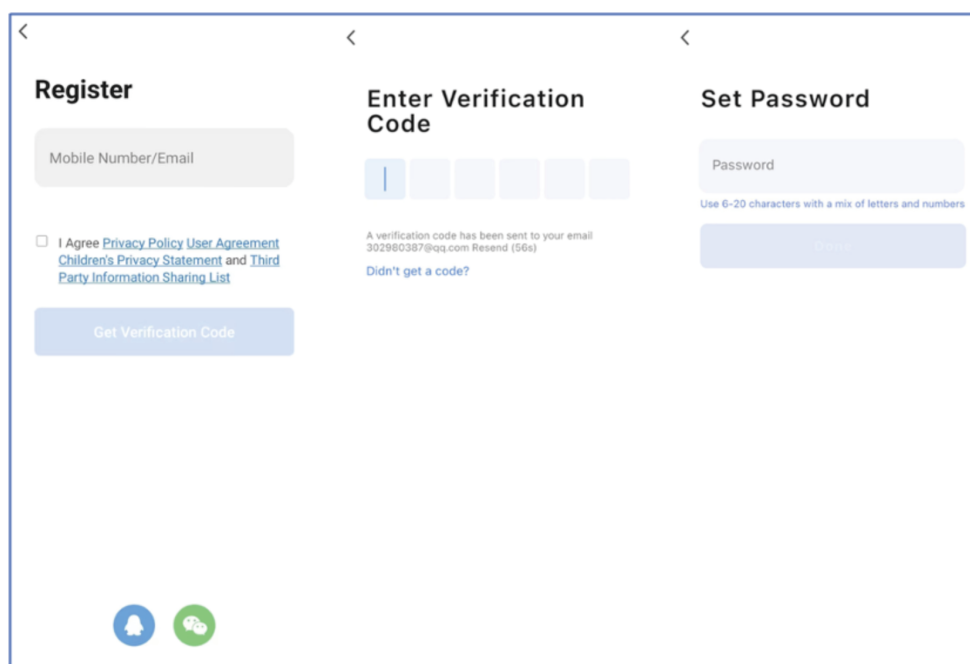 Register
Mobile Number/Email
I Agree Privacy Policy User Agreement
Children's Privacy Statement and Third
Party Information Sharing List
Get Verification Code
Enter Verification
Code
A verification code has been sent to your email
302980387@qq.com Resend (56s)
Didn't get a code?
Set Password
Password
Use 6-20 characters with a mix of letters and numbers